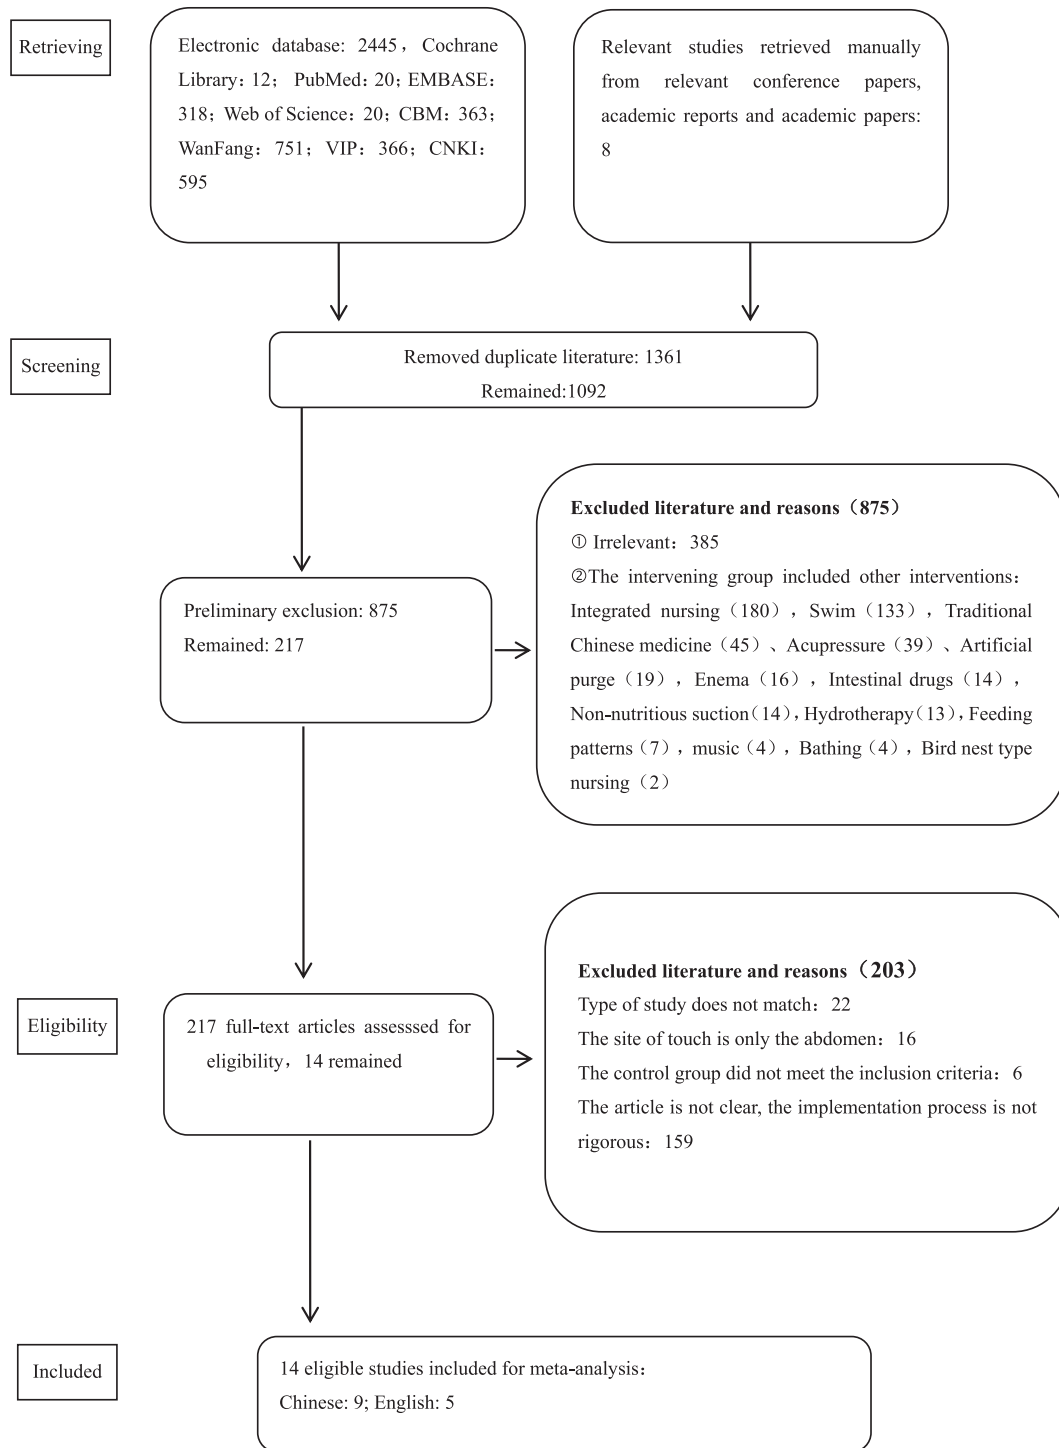 Retrieving
Electronic database: 2445，Cochrane
Library：12； PubMed：20；EMBASE：
318；Web of Science：20；CBM：363；
WanFang：751；VIP：366；CNKI：
595
Relevant studies retrieved manually
from relevant conference papers,
academic reports and academic papers:
8
Screening
Removed duplicate literature: 1361
Remained:1092
Excluded literature and reasons（875）
① Irrelevant：385
②The intervening group included other interventions：
Integrated nursing（180），Swim（133），Traditional
Chinese medicine（45）、Acupressure（39）、Artificial
purge（19），Enema（16），Intestinal drugs（14），
Non-nutritious suction（14），Hydrotherapy（13），Feeding
patterns（7），music（4），Bathing（4），Bird nest type
nursing（2）
Preliminary exclusion: 875
Remained: 217
Excluded literature and reasons（203）
Type of study does not match：22
The site of touch is only the abdomen：16
The control group did not meet the inclusion criteria：6
The article is not clear, the implementation process is not
rigorous：159
Eligibility
217 full-text articles assesssed for
eligibility，14 remained
Included
14 eligible studies included for meta-analysis：
Chinese: 9; English: 5